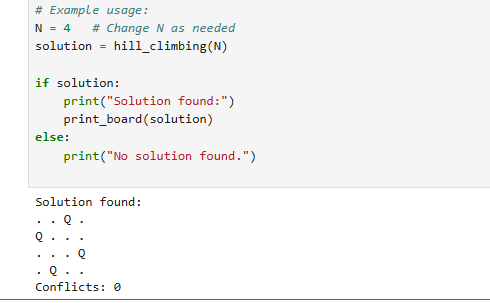 # Example usage:
N = 4   # Change N as needed
solution = hill_climbing(N)

if solution:
    print("Solution found:")
    print_board(solution)
else:
    print("No solution found.")

Solution found:
. . Q .
Q . . .
. . . Q
. Q . .
Conflicts: 0